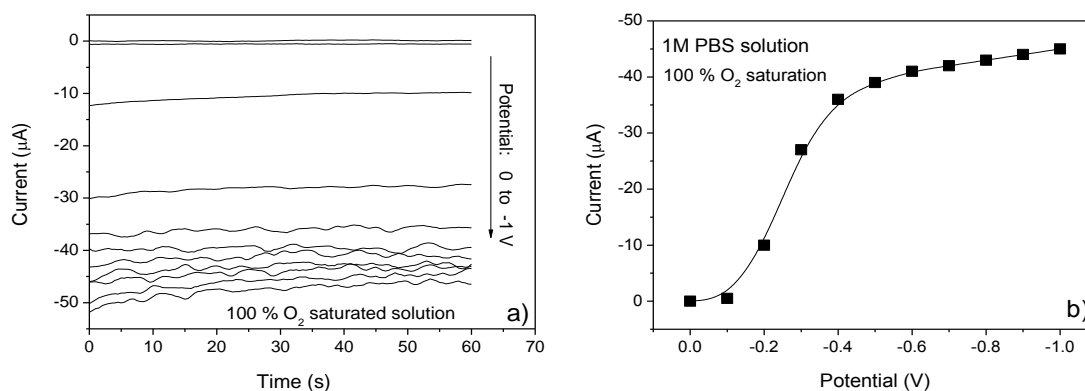 0
-10
-20
-30
-40
-50
Current (μA)
Potential: 0 to -1 V
100 % O₂ saturated solution
a)
0 10 20 30 40 50 60 70
Time (s)
-50
-40
-30
-20
-10
0
Current (μA)
1M PBS solution
100 % O₂ saturation
b)
0.0 -0.2 -0.4 -0.6 -0.8 -1.0
Potential (V)